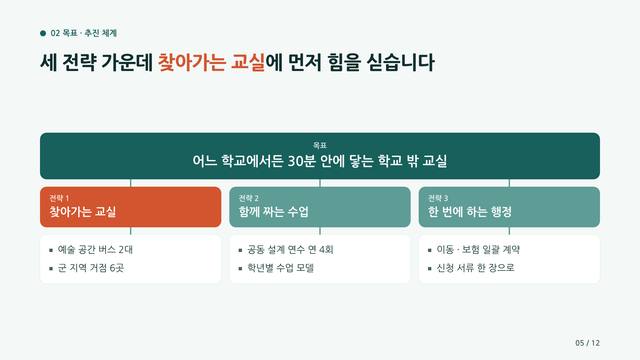 02 목표 · 추진 체계
세 전략 가운데 찾아가는 교실에 먼저 힘을 싣습니다
목표
어느 학교에서든 30분 안에 닿는 학교 밖 교실
전략 1
찾아가는 교실
전략 2
함께 짜는 수업
전략 3
한 번에 하는 행정
▪ 예술 공간 버스 2대
▪ 군 지역 거점 6곳
▪ 공동 설계 연수 연 4회
▪ 학년별 수업 모델
▪ 이동 · 보험 일괄 계약
▪ 신청 서류 한 장으로
05 / 12